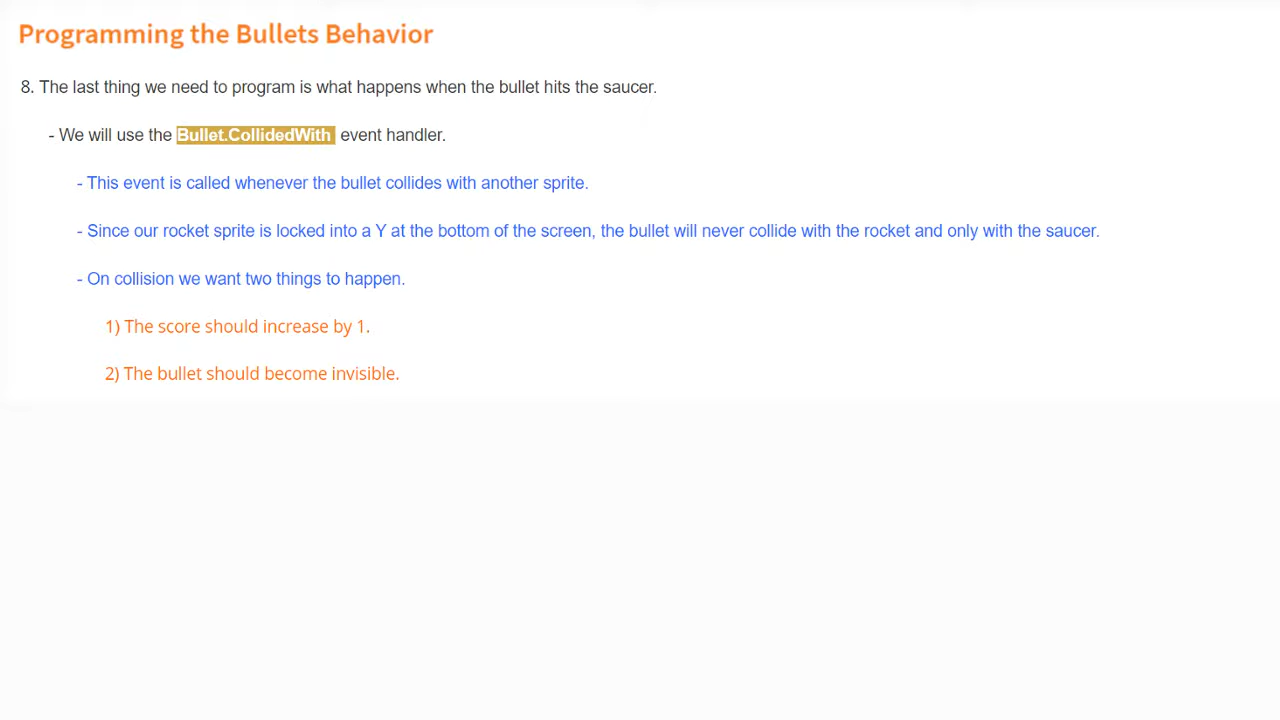 Programming the Bullets Behavior
8. The last thing we need to program is what happens when the bullet hits the saucer.
- We will use the Bullet.CollidedWith event handler.
- This event is called whenever the bullet collides with another sprite.
- Since our rocket sprite is locked into a Y at the bottom of the screen, the bullet will never collide with the rocket and only with the saucer.
- On collision we want two things to happen.
1) The score should increase by 1.
2) The bullet should become invisible.